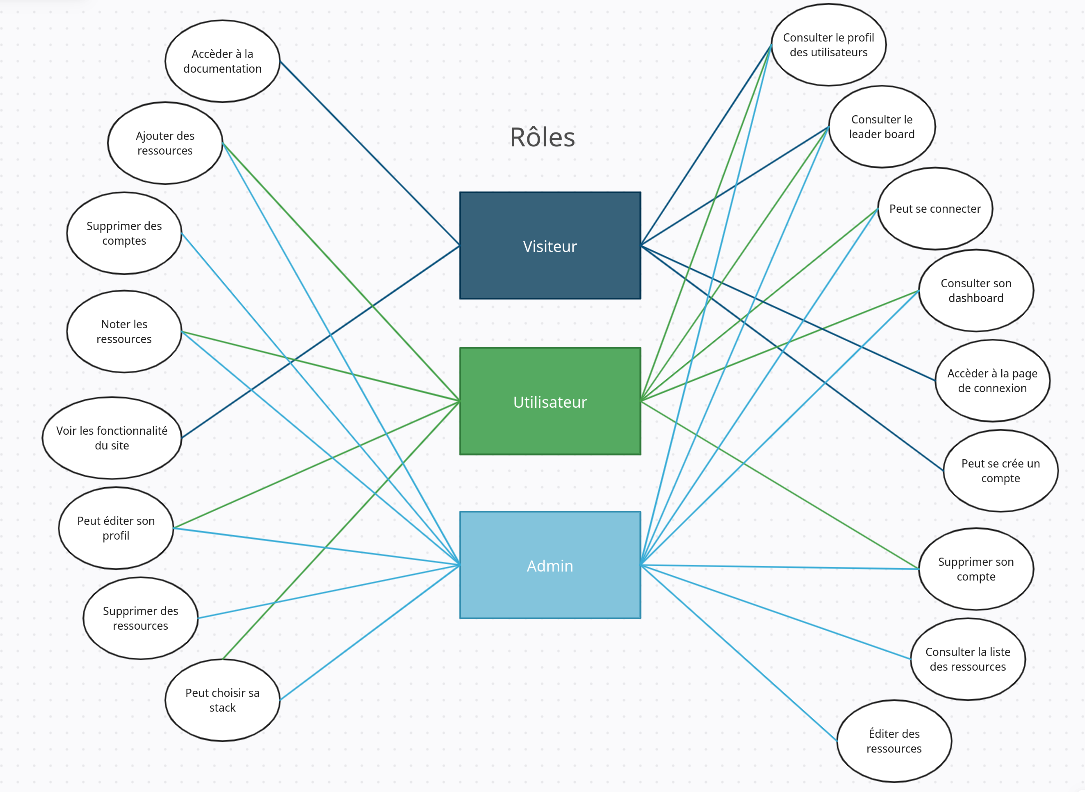 Accèder à la
documentation
Ajouter des
ressources
Supprimer des
comptes
Noter les
ressources
Voir les fonctionnalité
du site
Peut éditer son
profil
Supprimer des
ressources
Peut choisir sa
stack
Rôles
Visiteur
Utilisateur
Admin
Consulter le profil
des utilisateurs
Consulter le
leader board
Peut se connecter
Consulter son
dashboard
Accèder à la page
de connexion
Peut se crée un
compte
Supprimer son
compte
Consulter la liste
des ressources
Éditer des
ressources